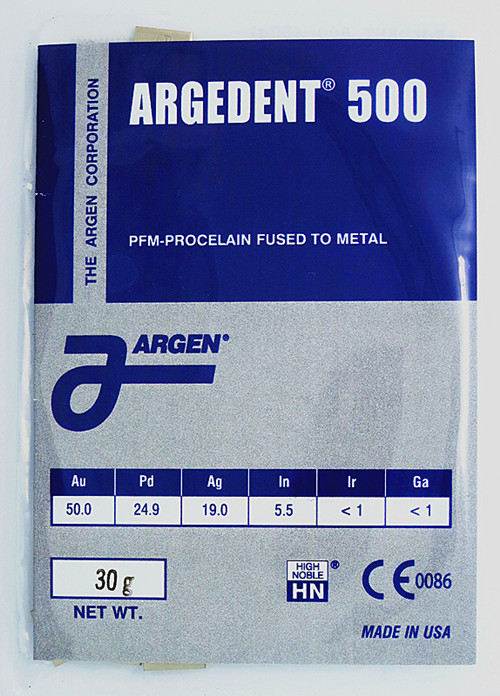 THE ARGEN CORPORATION
ARGEDENT® 500
PFM-PROCELAIN FUSED TO METAL
ARGEN®
Au Pd Ag In Ir Ga
50.0 24.9 19.0 5.5 < 1 < 1
30 g
NET WT.
HIGH
NOBLE ®
HN
CE 0086
MADE IN USA